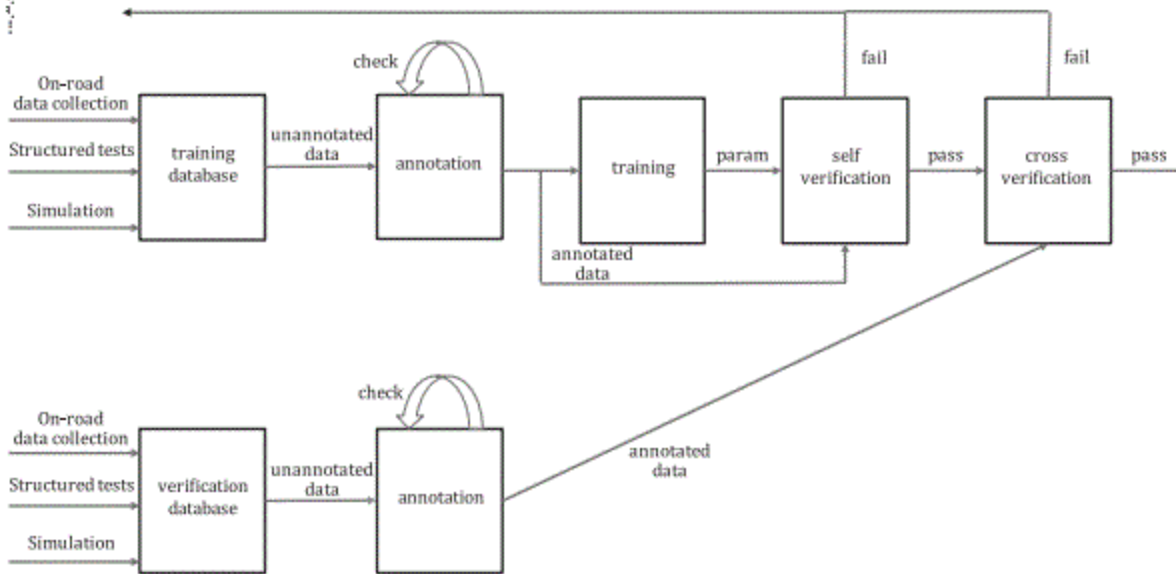 fail
fail
check
On-road
data collection
Structured tests
Simulation
training
database
unannotated
data
annotation
training
param
self
verification
pass
cross
verification
pass
annotated
data
check
On-road
data collection
Structured tests
Simulation
verification
database
unannotated
data
annotation
annotated
data